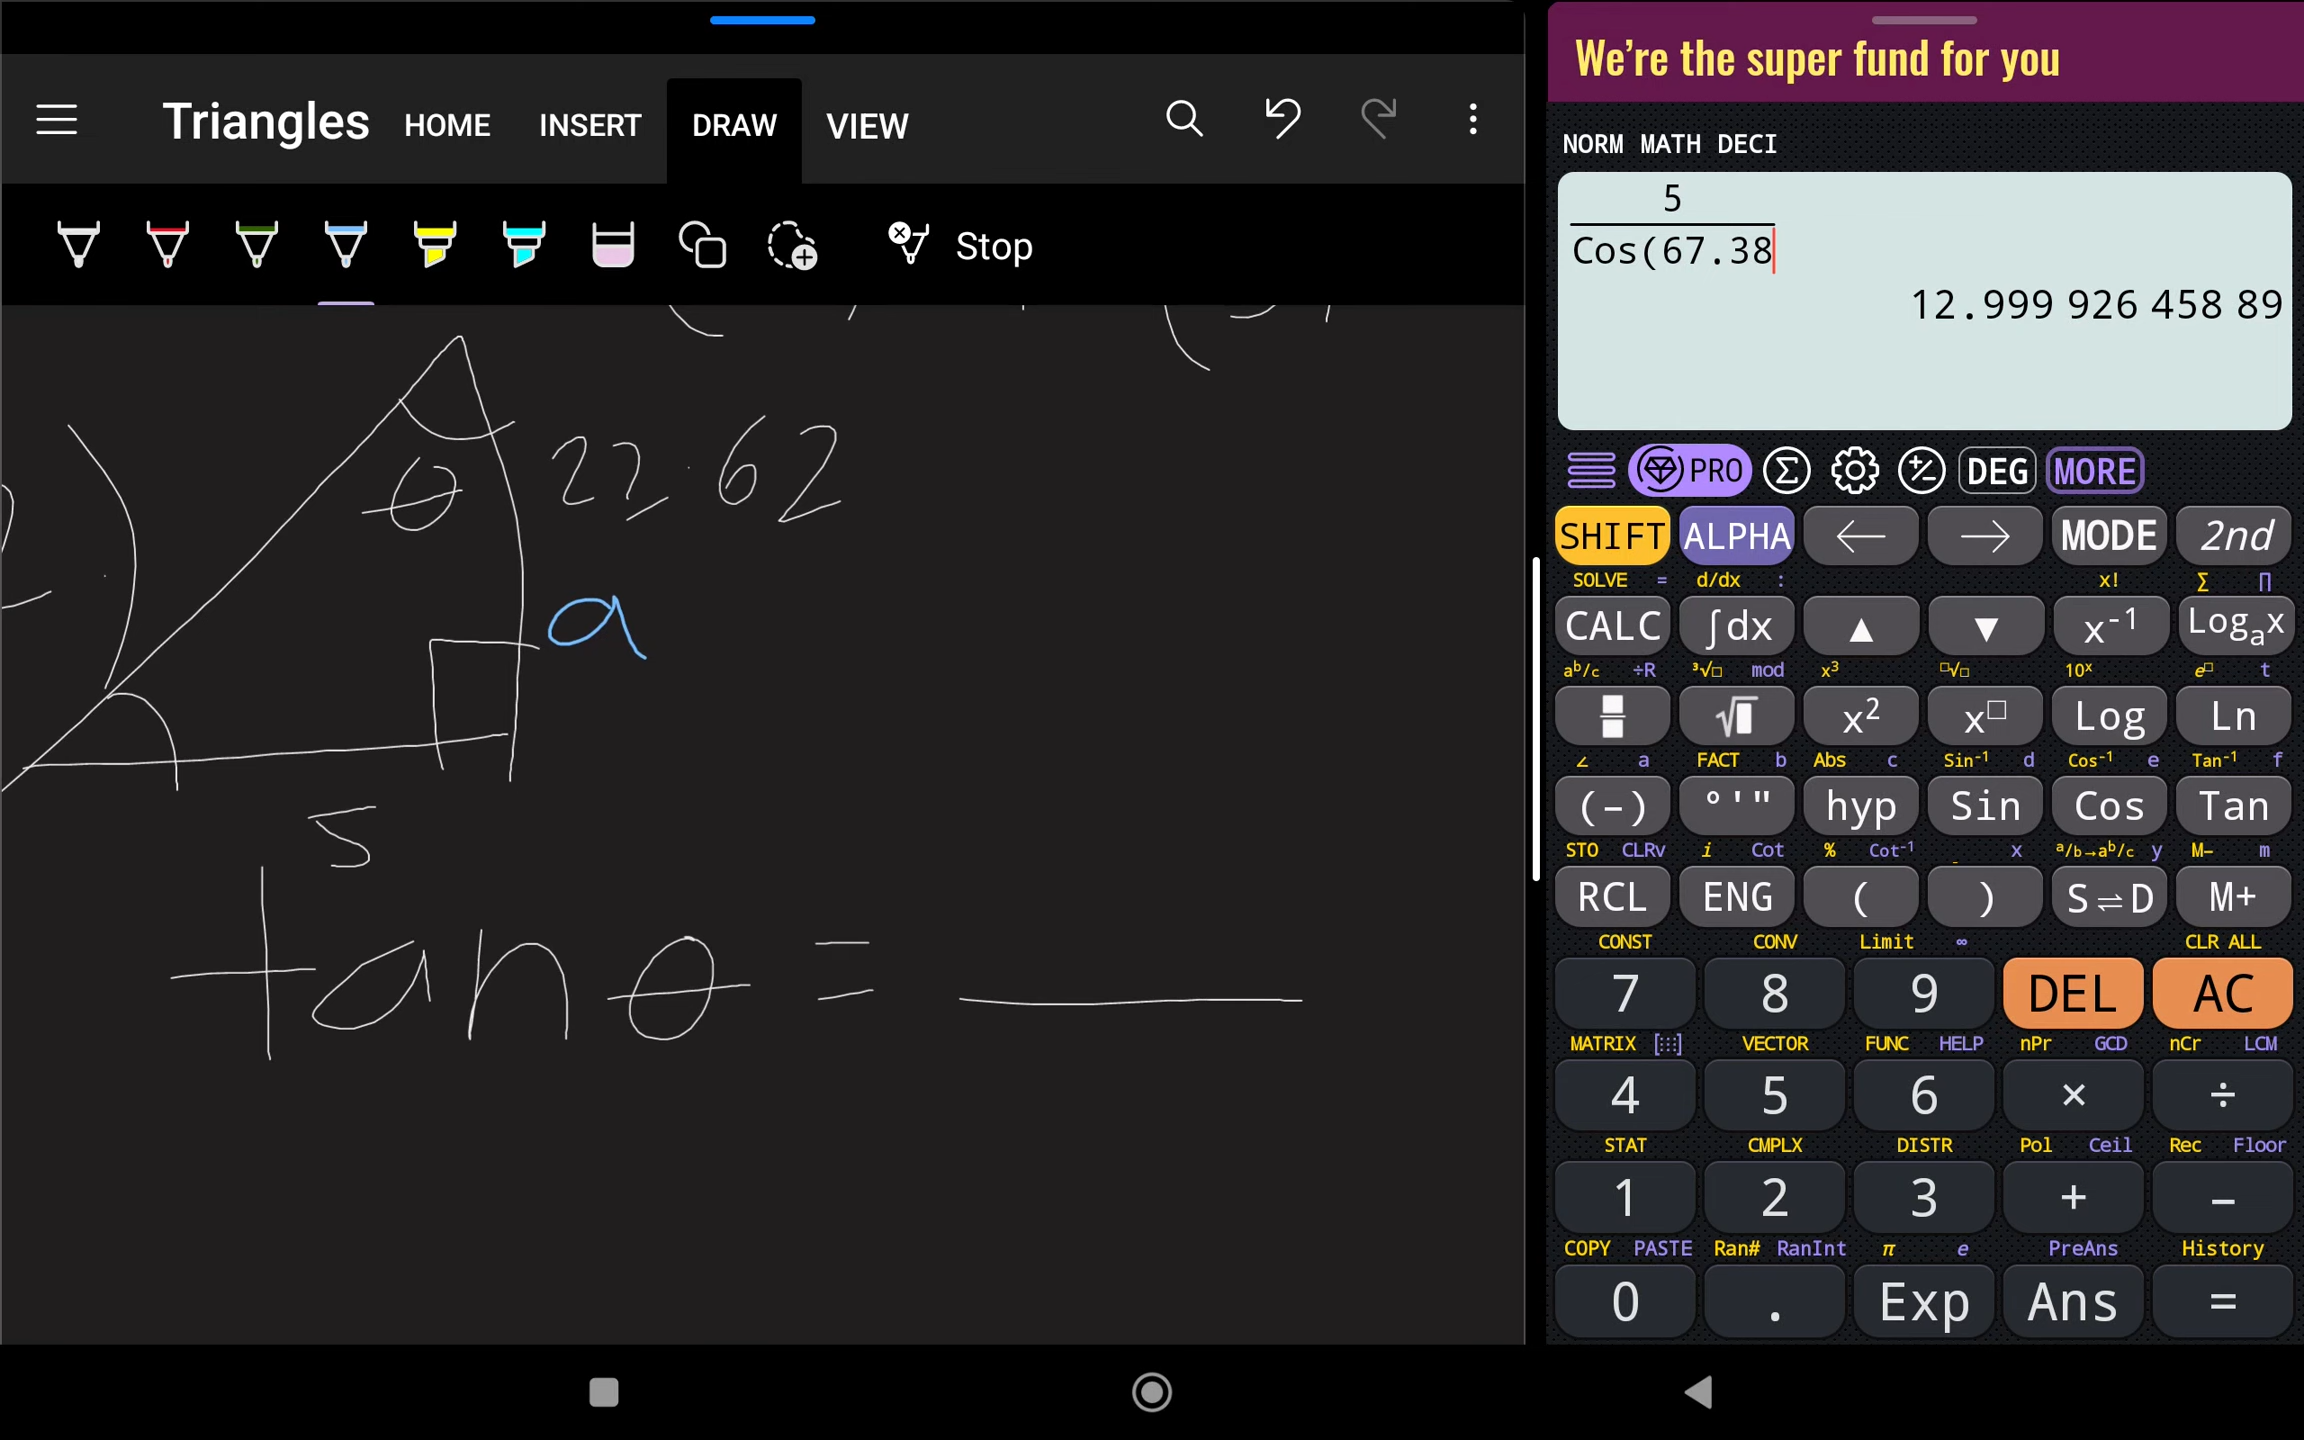 Triangles HOME INSERT DRAW VIEW
Stop
θ 22.62
a
5
tan θ =
We're the super fund for you
NORM MATH DECI
5
Cos(67.38
12.999 926 458 89
PRO Σ +/− DEG MORE
SHIFT ALPHA ← → MODE 2nd
SOLVE = d/dx : x! Σ ∏
CALC ∫dx ▲ ▼ x⁻¹ Logₐx
aᵇ/c ÷R ³√□ mod x³ □√□ 10ˣ e□ t
√ x² x□ Log Ln
∠ a FACT b Abs c Sin⁻¹ d Cos⁻¹ e Tan⁻¹ f
(−) °'" hyp Sin Cos Tan
STO CLRv i Cot % Cot⁻¹ x a/b→aᵇ/c y M− m
RCL ENG ( ) S⇌D M+
CONST CONV Limit ∞ CLR ALL
7 8 9 DEL AC
MATRIX VECTOR FUNC HELP nPr GCD nCr LCM
4 5 6 × ÷
STAT CMPLX DISTR Pol Ceil Rec Floor
1 2 3 + −
COPY PASTE Ran# RanInt π e PreAns History
0 . Exp Ans =